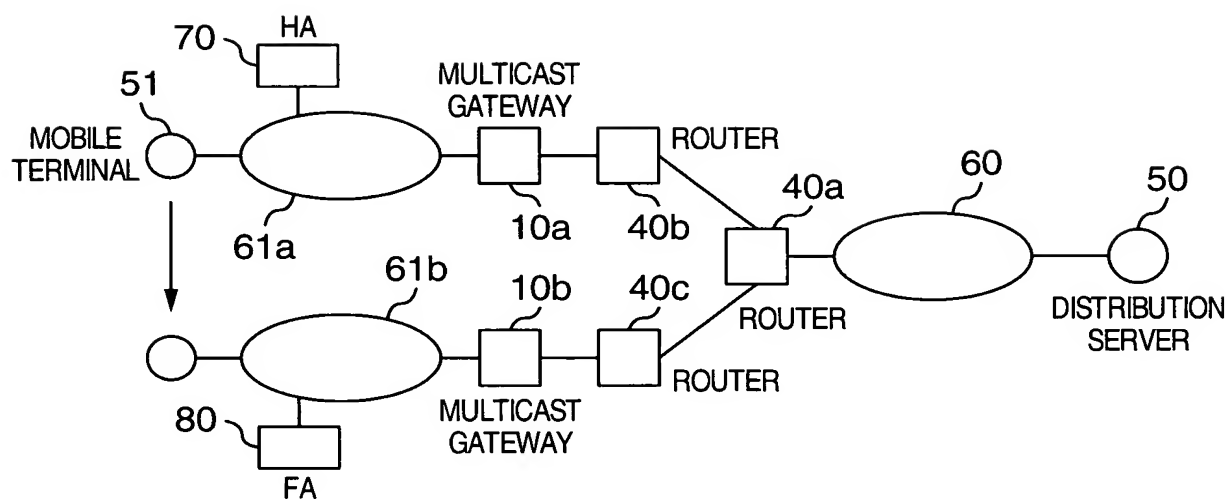 HA
70
51
MOBILE
TERMINAL
61a
MULTICAST
GATEWAY
10a
ROUTER
40b
40a
ROUTER
60
50
DISTRIBUTION
SERVER
61b
10b
MULTICAST
GATEWAY
40c
ROUTER
80
FA